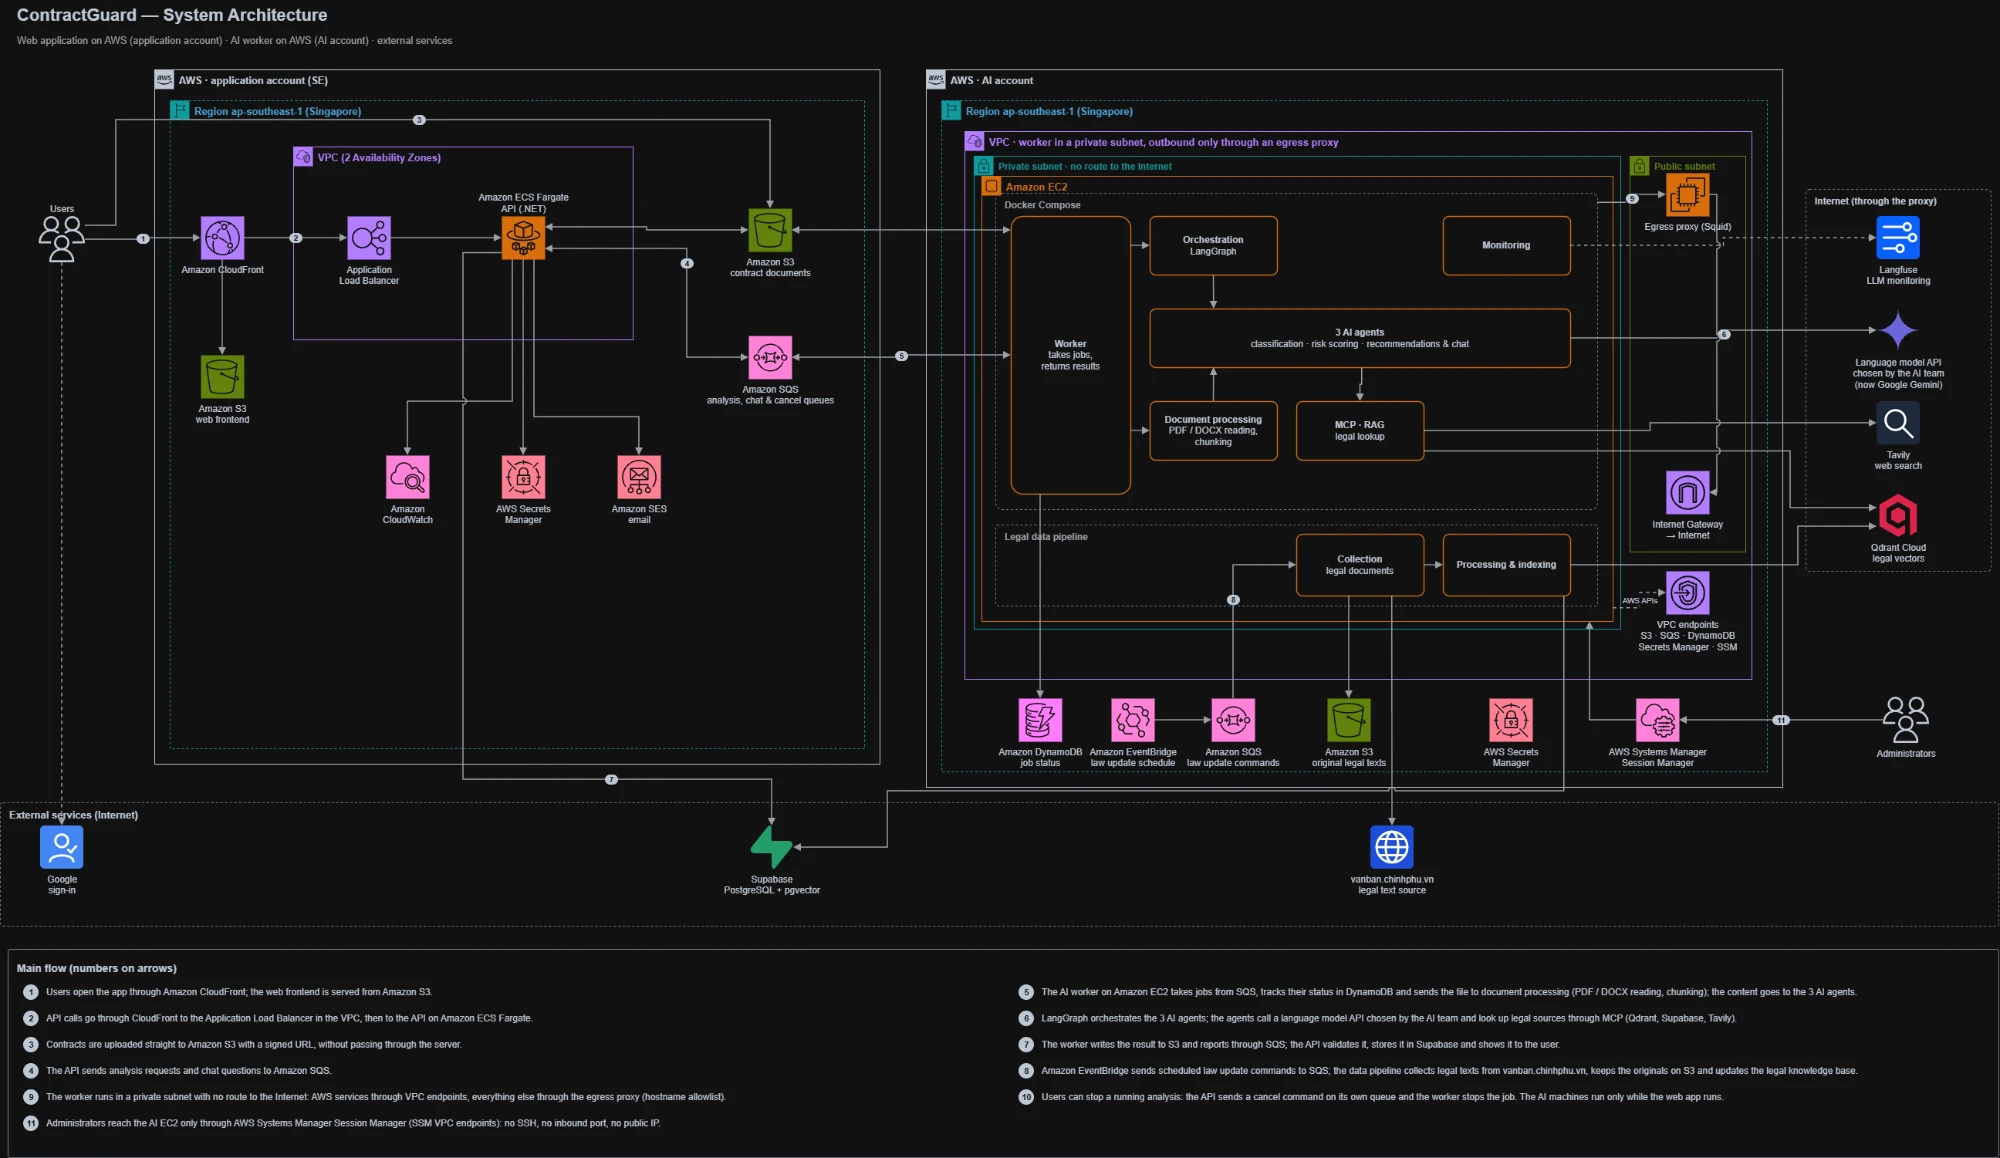 ContractGuard — System Architecture
Web application on AWS (application account) · AI worker on AWS (AI account) · external services
aws
AWS · application account (SE)
Region ap-southeast-1 (Singapore)
3
VPC (2 Availability Zones)
Users
1
Amazon CloudFront
2
Application
Load Balancer
Amazon ECS Fargate
API (.NET)
Amazon S3
contract documents
4
Amazon S3
web frontend
Amazon SQS
analysis, chat & cancel queues
Amazon
CloudWatch
AWS Secrets
Manager
Amazon SES
email
5
7
aws
AWS · AI account
Region ap-southeast-1 (Singapore)
VPC · worker in a private subnet, outbound only through an egress proxy
Private subnet · no route to the Internet
Amazon EC2
Docker Compose
Worker
takes jobs,
returns results
Orchestration
LangGraph
Monitoring
3 AI agents
classification · risk scoring · recommendations & chat
Document processing
PDF / DOCX reading,
chunking
MCP · RAG
legal lookup
Legal data pipeline
Collection
legal documents
Processing & indexing
8
Public subnet
9
Egress proxy (Squid)
6
Internet Gateway
→ Internet
AWS APIs
VPC endpoints
S3 · SQS · DynamoDB
Secrets Manager · SSM
Amazon DynamoDB
job status
Amazon EventBridge
law update schedule
Amazon SQS
law update commands
Amazon S3
original legal texts
AWS Secrets
Manager
AWS Systems Manager
Session Manager
11
Administrators
Internet (through the proxy)
Langfuse
LLM monitoring
Language model API
chosen by the AI team
(now Google Gemini)
Tavily
web search
Qdrant Cloud
legal vectors
External services (Internet)
Google
sign-in
Supabase
PostgreSQL + pgvector
vanban.chinhphu.vn
legal text source
Main flow (numbers on arrows)
1 Users open the app through Amazon CloudFront; the web frontend is served from Amazon S3.
2 API calls go through CloudFront to the Application Load Balancer in the VPC, then to the API on Amazon ECS Fargate.
3 Contracts are uploaded straight to Amazon S3 with a signed URL, without passing through the server.
4 The API sends analysis requests and chat questions to Amazon SQS.
9 The worker runs in a private subnet with no route to the Internet: AWS services through VPC endpoints, everything else through the egress proxy (hostname allowlist).
11 Administrators reach the AI EC2 only through AWS Systems Manager Session Manager (SSM VPC endpoints): no SSH, no inbound port, no public IP.
5 The AI worker on Amazon EC2 takes jobs from SQS, tracks their status in DynamoDB and sends the file to document processing (PDF / DOCX reading, chunking); the content goes to the 3 AI agents.
6 LangGraph orchestrates the 3 AI agents; the agents call a language model API chosen by the AI team and look up legal sources through MCP (Qdrant, Supabase, Tavily).
7 The worker writes the result to S3 and reports through SQS; the API validates it, stores it in Supabase and shows it to the user.
8 Amazon EventBridge sends scheduled law update commands to SQS; the data pipeline collects legal texts from vanban.chinhphu.vn, keeps the originals on S3 and updates the legal knowledge base.
10 Users can stop a running analysis: the API sends a cancel command on its own queue and the worker stops the job. The AI machines run only while the web app runs.